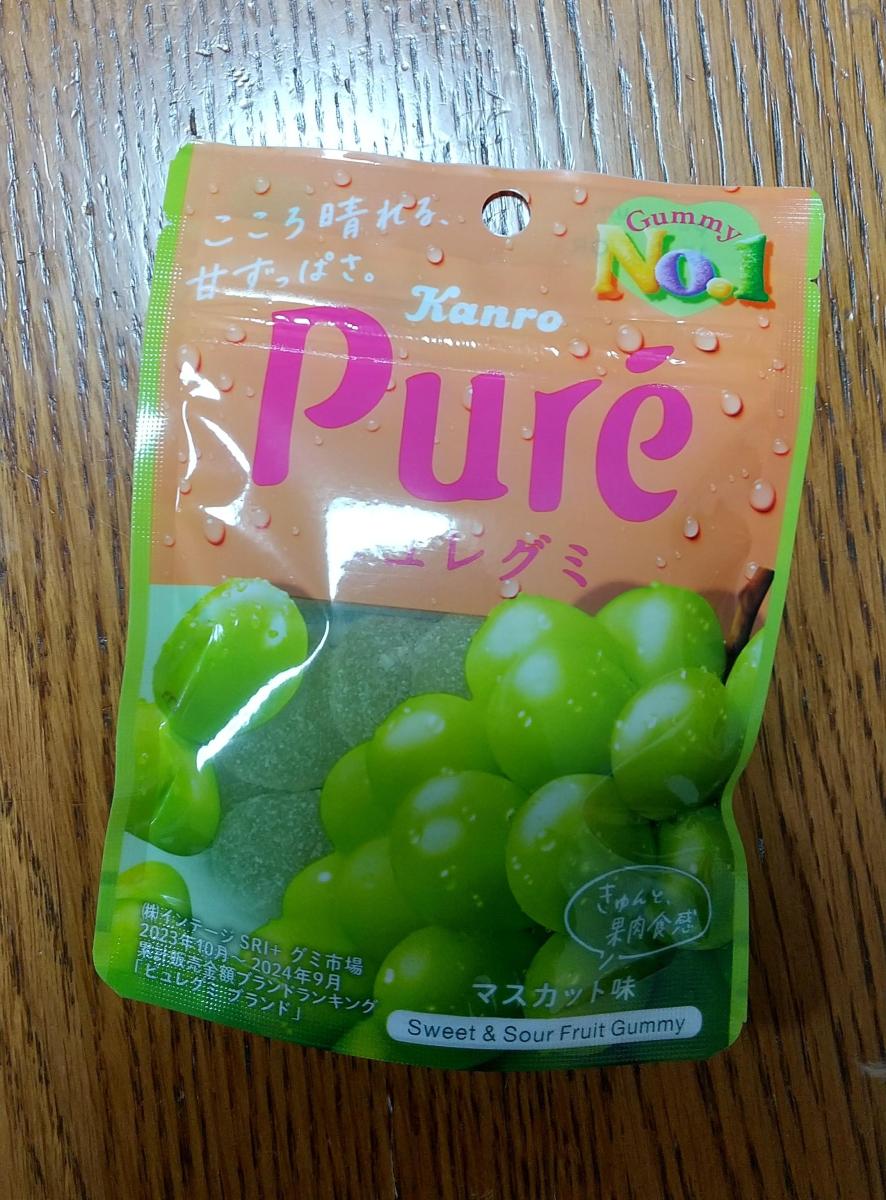 こころ晴れる、
甘ずっぱさ。
Gummy
No.1
Kanro
Puré
ュレグミ
きゅんと、
果肉食感
㈱インテージ SRI+ グミ市場
2023年10月～2024年9月
累計販売金額ブランドランキング
「ピュレグミ ブランド」
マスカット味
Sweet & Sour Fruit Gummy